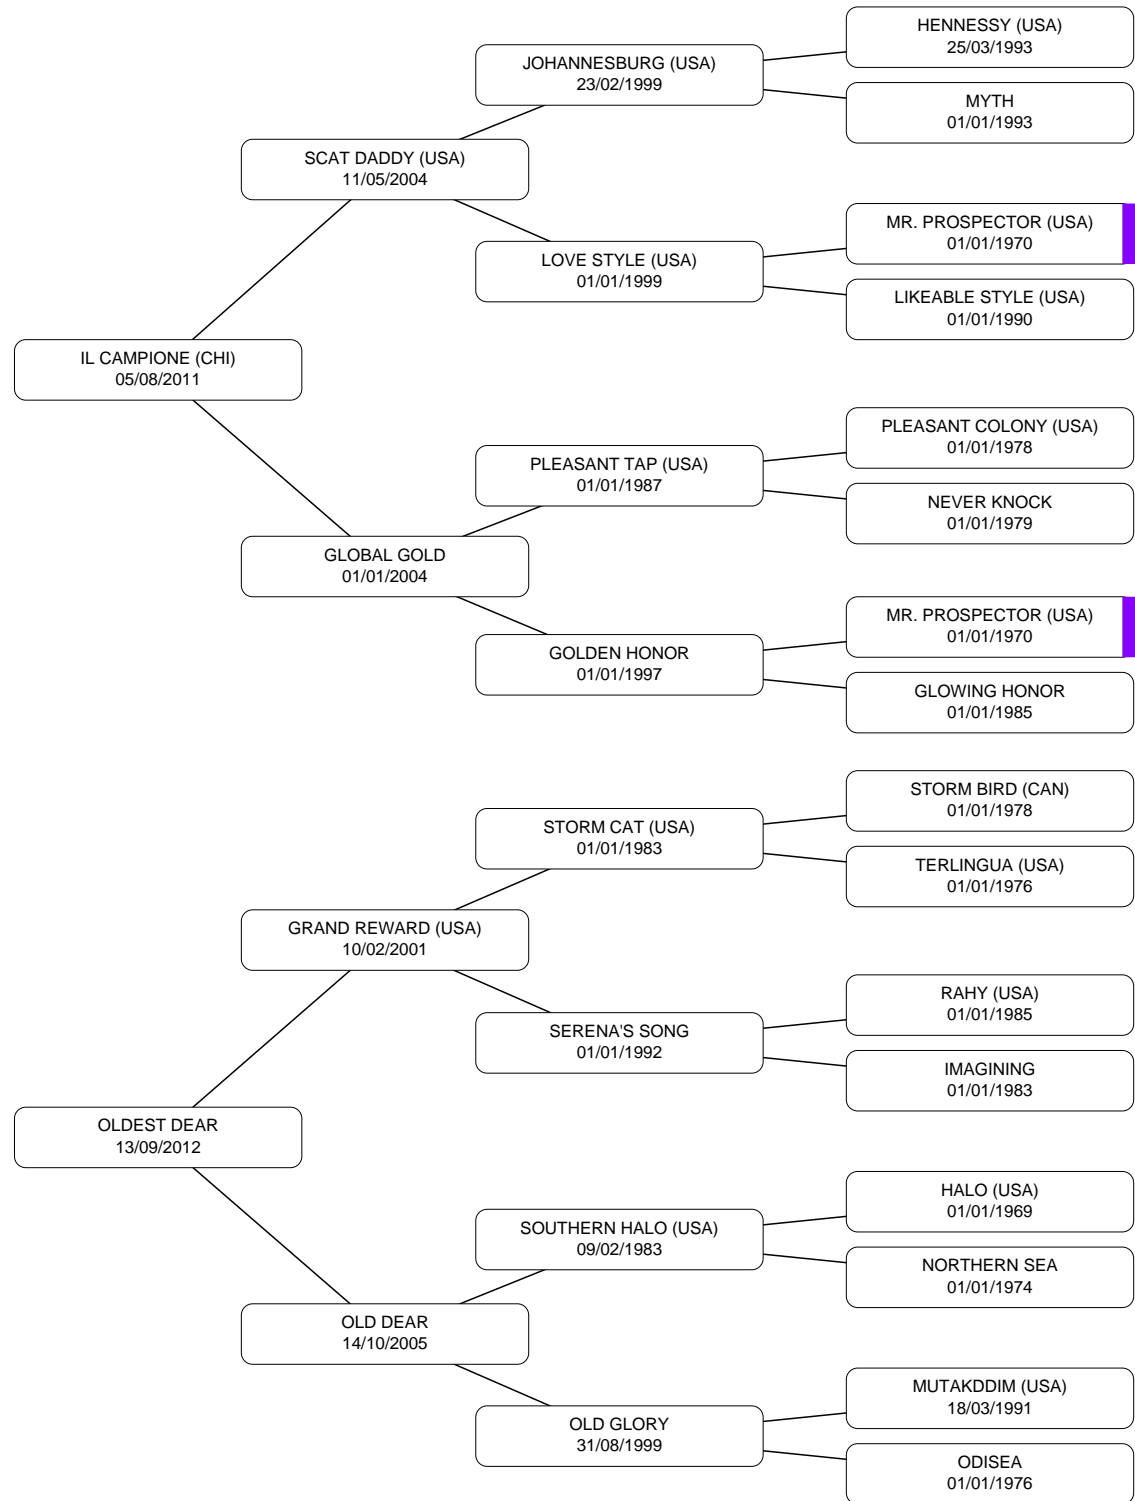 HENNESSY (USA)
25/03/1993
JOHANNESBURG (USA)
23/02/1999
MYTH
01/01/1993
SCAT DADDY (USA)
11/05/2004
MR. PROSPECTOR (USA)
01/01/1970
LOVE STYLE (USA)
01/01/1999
LIKEABLE STYLE (USA)
01/01/1990
IL CAMPIONE (CHI)
05/08/2011
PLEASANT COLONY (USA)
01/01/1978
PLEASANT TAP (USA)
01/01/1987
NEVER KNOCK
01/01/1979
GLOBAL GOLD
01/01/2004
MR. PROSPECTOR (USA)
01/01/1970
GOLDEN HONOR
01/01/1997
GLOWING HONOR
01/01/1985
STORM BIRD (CAN)
01/01/1978
STORM CAT (USA)
01/01/1983
TERLINGUA (USA)
01/01/1976
GRAND REWARD (USA)
10/02/2001
RAHY (USA)
01/01/1985
SERENA'S SONG
01/01/1992
IMAGINING
01/01/1983
OLDEST DEAR
13/09/2012
HALO (USA)
01/01/1969
SOUTHERN HALO (USA)
09/02/1983
NORTHERN SEA
01/01/1974
OLD DEAR
14/10/2005
MUTAKDDIM (USA)
18/03/1991
OLD GLORY
31/08/1999
ODISEA
01/01/1976